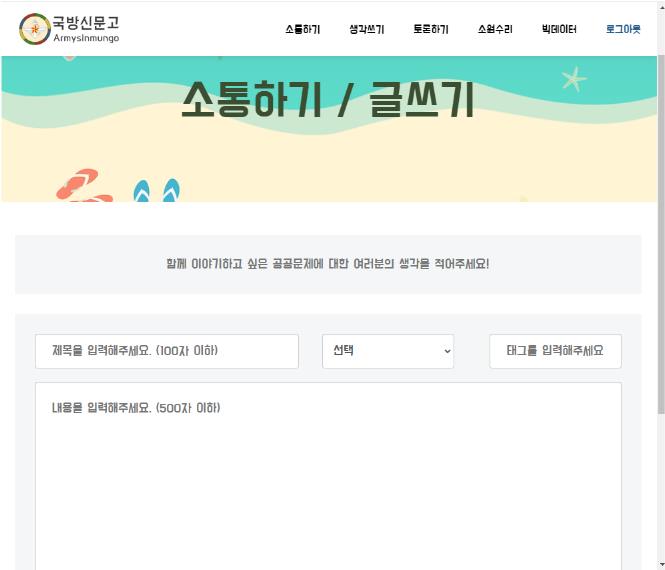 국방신문고
ArmysInmungo
소통하기 생각쓰기 토론하기 소원수리 빅데이터 로그아웃
소통하기 / 글쓰기
함께 이야기하고 싶은 공공문제에 대한 여러분의 생각을 적어주세요!
제목을 입력해주세요. (100자 이하) 선택 태그를 입력해주세요
내용을 입력해주세요. (500자 이하)